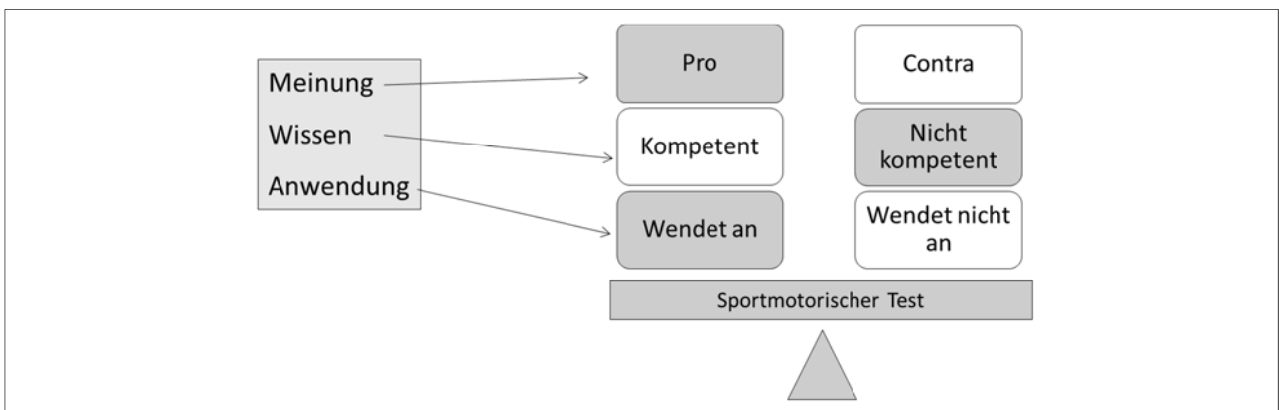 Meinung
Wissen
Anwendung
Pro
Contra
Kompetent
Nicht
kompetent
Wendet an
Wendet nicht
an
Sportmotorischer Test